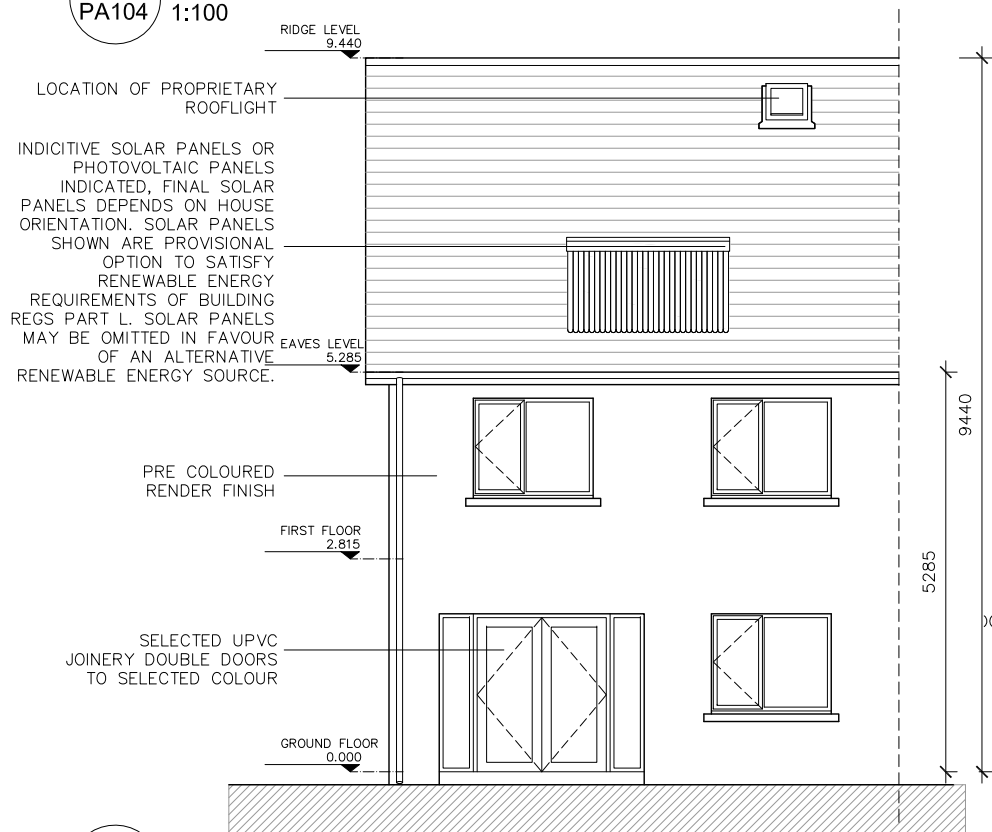 PA104 1:100
RIDGE LEVEL
9.440
LOCATION OF PROPRIETARY
ROOFLIGHT
INDICITIVE SOLAR PANELS OR
PHOTOVOLTAIC PANELS
INDICATED, FINAL SOLAR
PANELS DEPENDS ON HOUSE
ORIENTATION. SOLAR PANELS
SHOWN ARE PROVISIONAL
OPTION TO SATISFY
RENEWABLE ENERGY
REQUIREMENTS OF BUILDING
REGS PART L. SOLAR PANELS
MAY BE OMITTED IN FAVOUR
OF AN ALTERNATIVE
RENEWABLE ENERGY SOURCE.
EAVES LEVEL
5.285
9440
PRE COLOURED
RENDER FINISH
FIRST FLOOR
2.815
5285
SELECTED UPVC
JOINERY DOUBLE DOORS
TO SELECTED COLOUR
GROUND FLOOR
0.000